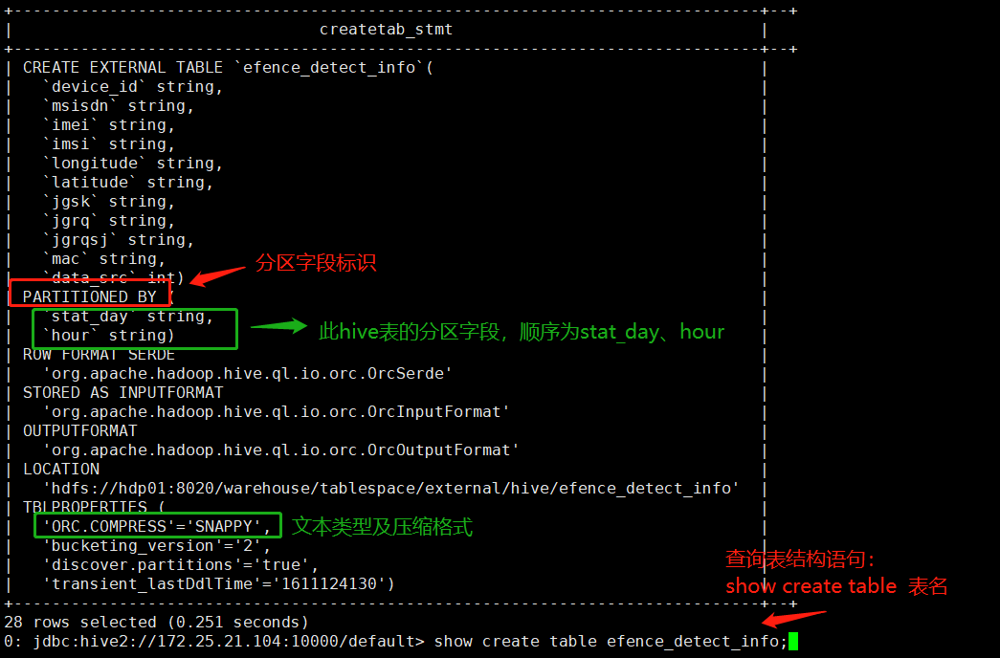 +------------------------------------------------------------------------------+--+
| createtab_stmt |
+------------------------------------------------------------------------------+--+
| CREATE EXTERNAL TABLE `efence_detect_info`( |
| `device_id` string, |
| `msisdn` string, |
| `imei` string, |
| `imsi` string, |
| `longitude` string, |
| `latitude` string, |
| `jgsk` string, |
| `jgrq` string, |
| `jgrqsj` string, |
| `mac` string, |
分区字段标识
| `data_src` int) |
| PARTITIONED BY ( |
| `stat_day` string, |
| `hour` string) |
此hive表的分区字段，顺序为stat_day、hour
| ROW FORMAT SERDE |
| 'org.apache.hadoop.hive.ql.io.orc.OrcSerde' |
| STORED AS INPUTFORMAT |
| 'org.apache.hadoop.hive.ql.io.orc.OrcInputFormat' |
| OUTPUTFORMAT |
| 'org.apache.hadoop.hive.ql.io.orc.OrcOutputFormat' |
| LOCATION |
| 'hdfs://hdp01:8020/warehouse/tablespace/external/hive/efence_detect_info' |
| TBLPROPERTIES ( |
| 'ORC.COMPRESS'='SNAPPY', |
文本类型及压缩格式
| 'bucketing_version'='2', |
| 'discover.partitions'='true', |
| 'transient_lastDdlTime'='1611124130') |
查询表结构语句：
show create table 表名
+------------------------------------------------------------------------------+--+
28 rows selected (0.251 seconds)
0: jdbc:hive2://172.25.21.104:10000/default> show create table efence_detect_info;